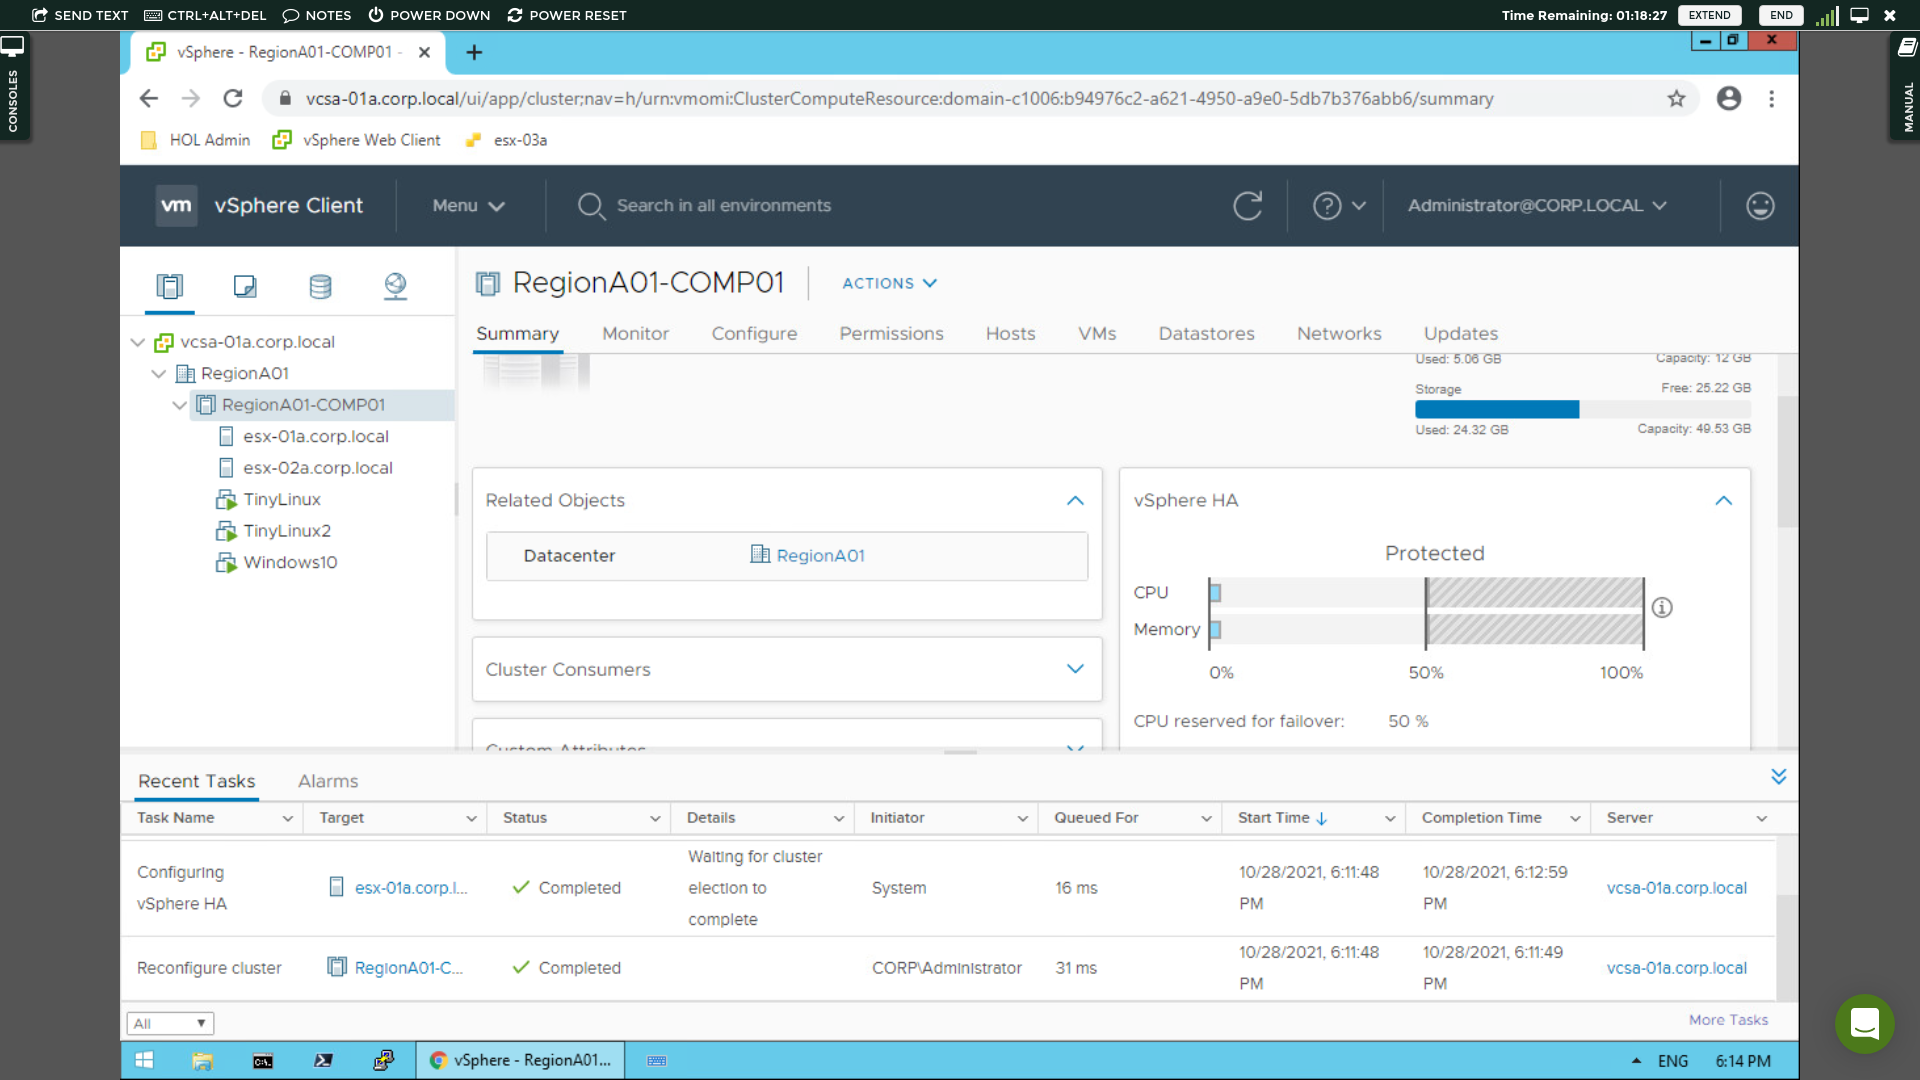 SEND TEXT CTRL+ALT+DEL NOTES POWER DOWN POWER RESET Time Remaining: 01:18:27 EXTEND END
CONSOLES
MANUAL
vSphere - RegionA01-COMP01 -
vcsa-01a.corp.local/ui/app/cluster;nav=h/urn:vmomi:ClusterComputeResource:domain-c1006:b94976c2-a621-4950-a9e0-5db7b376abb6/summary
HOL Admin vSphere Web Client esx-03a
vm vSphere Client Menu Search in all environments Administrator@CORP.LOCAL
RegionA01-COMP01 ACTIONS
Summary Monitor Configure Permissions Hosts VMs Datastores Networks Updates
vcsa-01a.corp.local
RegionA01
RegionA01-COMP01
esx-01a.corp.local
esx-02a.corp.local
TinyLinux
TinyLinux2
Windows10
Used: 5.06 GB Capacity: 12 GB
Storage Free: 25.22 GB
Used: 24.32 GB Capacity: 49.53 GB
Related Objects
Datacenter RegionA01
Cluster Consumers
Custom Attributes
vSphere HA
Protected
CPU
Memory
0% 50% 100%
CPU reserved for failover: 50 %
Recent Tasks Alarms
Task Name Target Status Details Initiator Queued For Start Time Completion Time Server
Configuring vSphere HA esx-01a.corp.l... Completed Waiting for cluster election to complete System 16 ms 10/28/2021, 6:11:48 PM 10/28/2021, 6:12:59 PM vcsa-01a.corp.local
Reconfigure cluster RegionA01-C... Completed CORP\Administrator 31 ms 10/28/2021, 6:11:48 PM 10/28/2021, 6:11:49 PM vcsa-01a.corp.local
All More Tasks
vSphere - RegionA01... ENG 6:14 PM